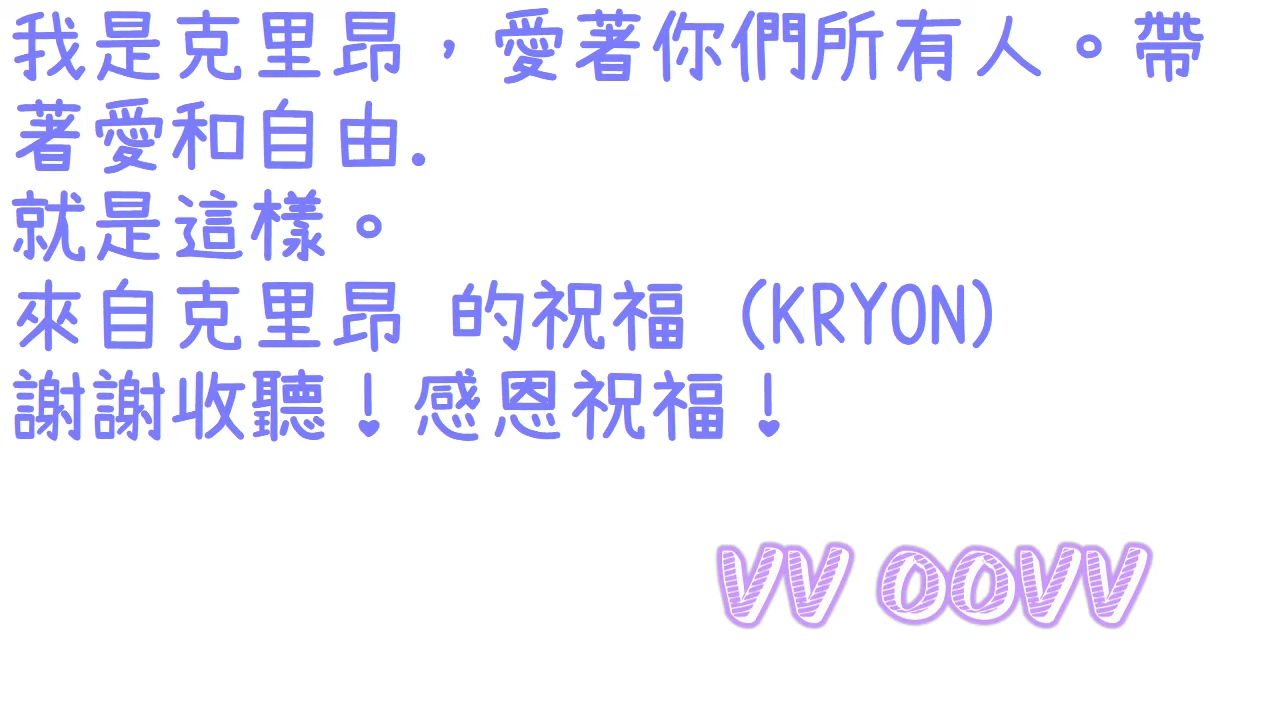 我是克里昂，愛著你們所有人。帶
著愛和自由.
就是這樣。
來自克里昂 的祝福 (KRYON)
謝謝收聽！感恩祝福！
VV OOVV